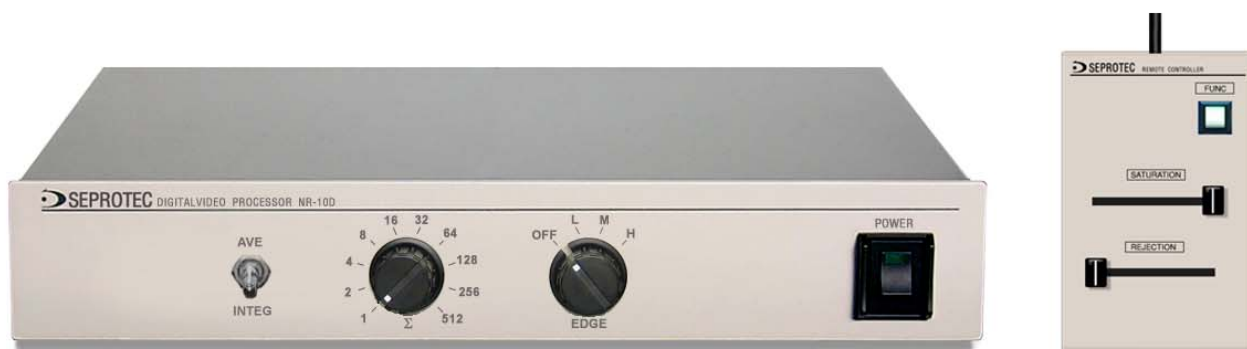 SEPROTEC DIGITALVIDEO PROCESSOR NR-10D
AVE
INTEG
1
2
4
8
16
32
64
128
256
512
Σ
OFF
L
M
H
EDGE
POWER
SEPROTEC REMOTE CONTROLLER
FUNC
SATURATION
REJECTION